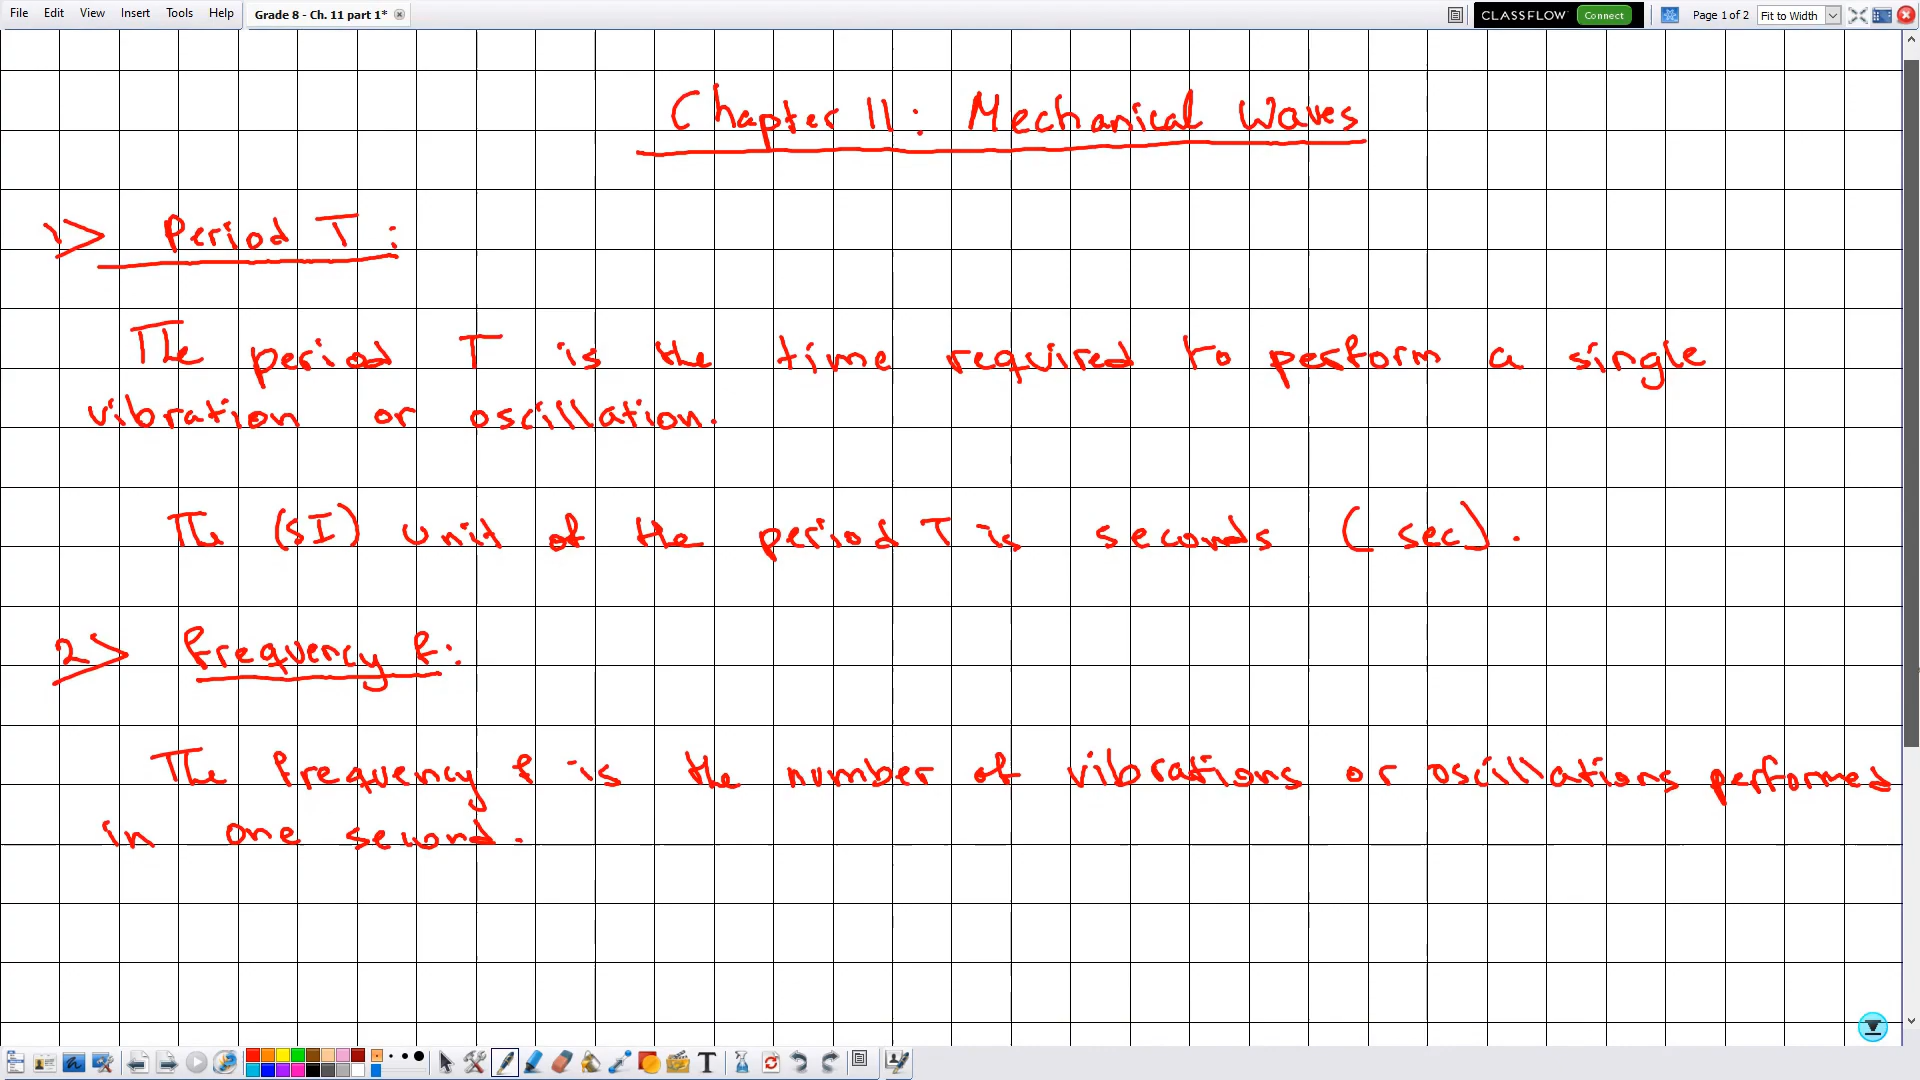 File Edit View Insert Tools Help Grade 8 - Ch. 11 part 1* CLASSFLOW Connect Page 1 of 2 Fit to Width
Chapter 11: Mechanical Waves
1> Period T:
The period T is the time required to perform a single
vibration or oscillation.
The (SI) unit of the period T is seconds (sec).
2> frequency f:
The frequency f is the number of vibrations or oscillations performed
in one second.
T